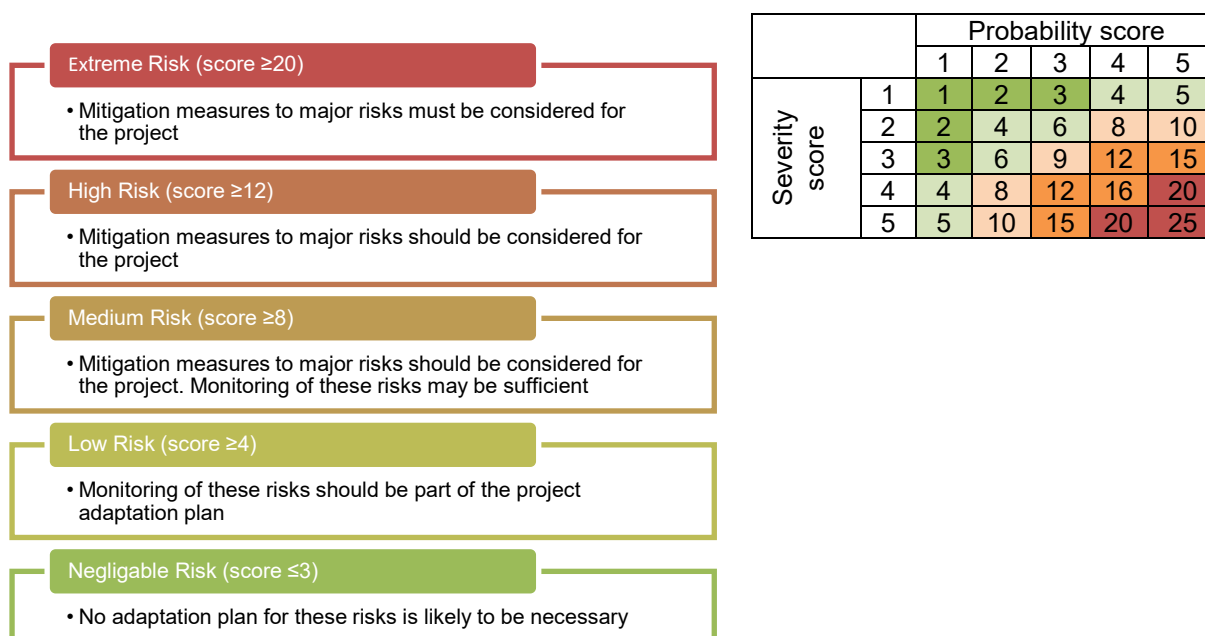 Extreme Risk (score ≥20)
• Mitigation measures to major risks must be considered for
the project
High Risk (score ≥12)
• Mitigation measures to major risks should be considered for
the project
Medium Risk (score ≥8)
• Mitigation measures to major risks should be considered for
the project. Monitoring of these risks may be sufficient
Low Risk (score ≥4)
• Monitoring of these risks should be part of the project
adaptation plan
Negligable Risk (score ≤3)
• No adaptation plan for these risks is likely to be necessary
Probability score
1 2 3 4 5
Severity
score
1 1 2 3 4 5
2 2 4 6 8 10
3 3 6 9 12 15
4 4 8 12 16 20
5 5 10 15 20 25